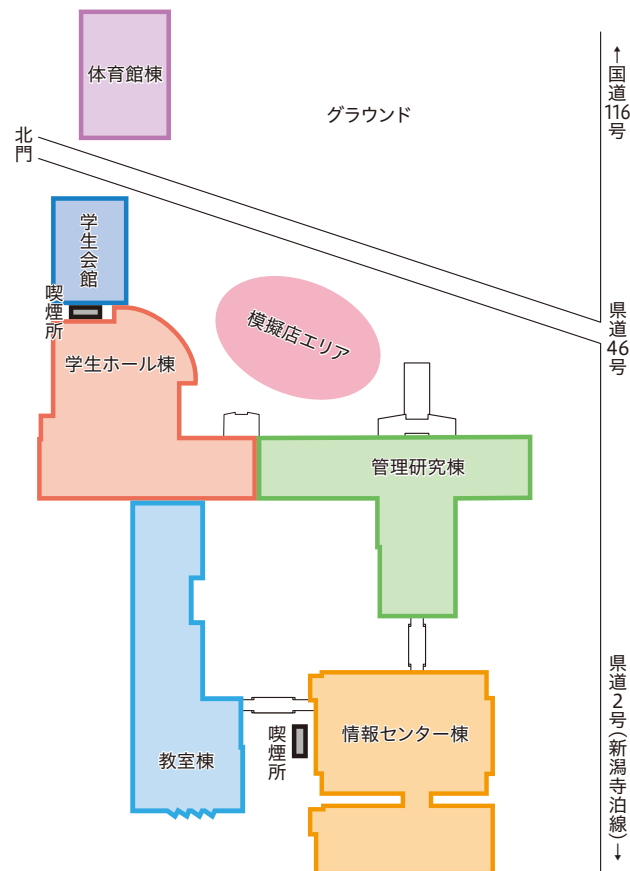 体育館棟
グラウンド
↑国道116号
北門
学生会館
喫煙所
模擬店エリア
県道46号
学生ホール棟
管理研究棟
県道2号(新潟寺泊線)↓
喫煙所
情報センター棟
教室棟